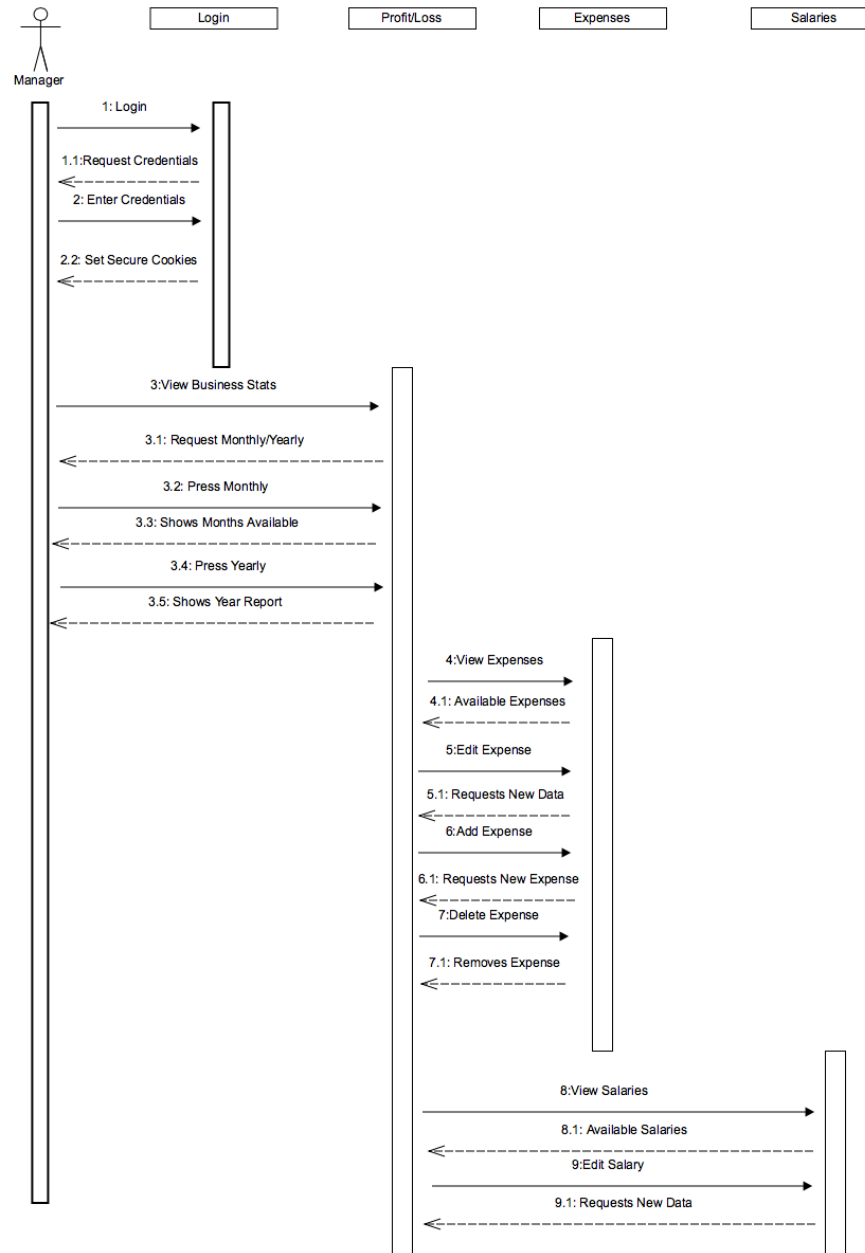 Login
Profit/Loss
Expenses
Salaries
Manager
1: Login
1.1:Request Credentials
2: Enter Credentials
2.2: Set Secure Cookies
3:View Business Stats
3.1: Request Monthly/Yearly
3.2: Press Monthly
3.3: Shows Months Available
3.4: Press Yearly
3.5: Shows Year Report
4:View Expenses
4.1: Available Expenses
5:Edit Expense
5.1: Requests New Data
6:Add Expense
6.1: Requests New Expense
7:Delete Expense
7.1: Removes Expense
8:View Salaries
8.1: Available Salaries
9:Edit Salary
9.1: Requests New Data